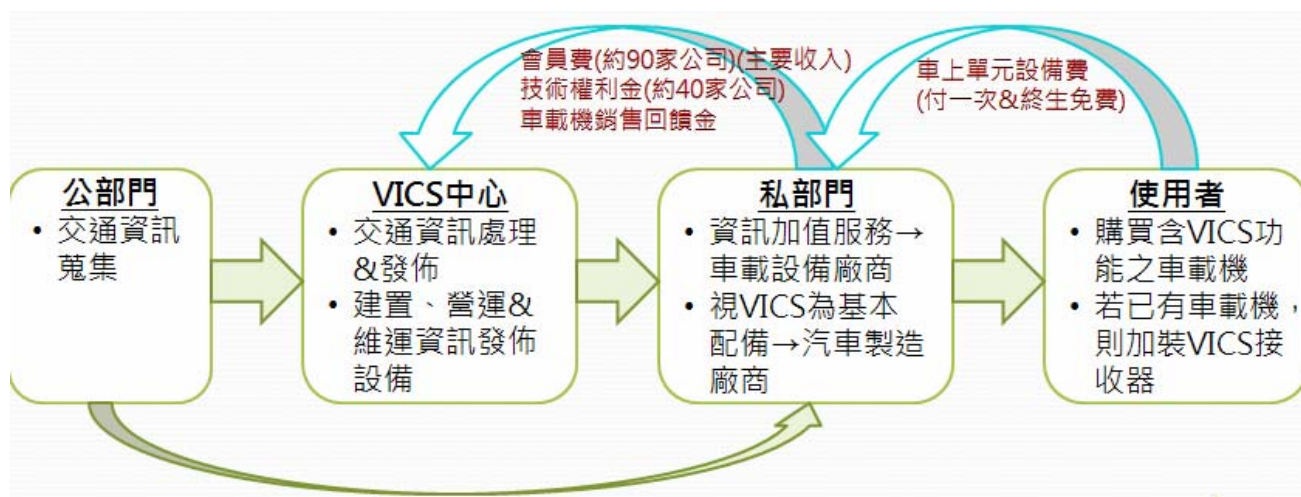 會員費(約90家公司)(主要收入)
技術權利金(約40家公司)
車載機銷售回饋金
車上單元設備費
(付一次&終生免費)
公部門
• 交通資訊
蒐集
VICS中心
• 交通資訊處理
&發佈
• 建置、營運&
維運資訊發佈
設備
私部門
• 資訊加值服務→
車載設備廠商
• 視VICS為基本
配備→汽車製造
廠商
使用者
• 購買含VICS功
能之車載機
• 若已有車載機，
則加裝VICS接
收器